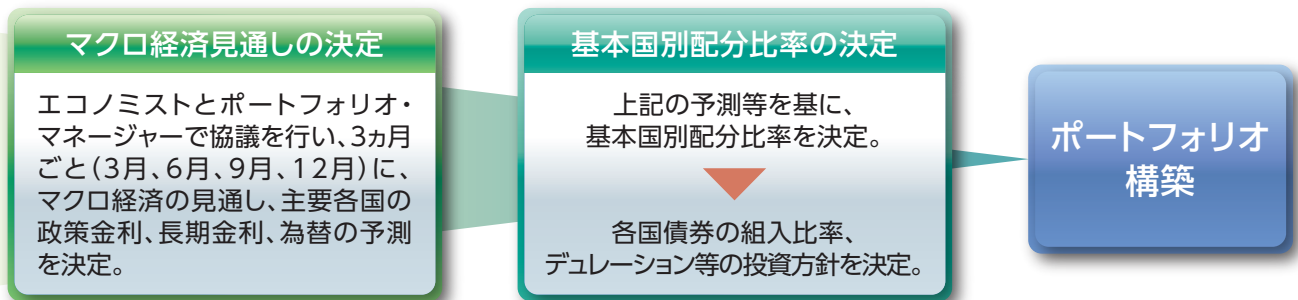 マクロ経済見通しの決定
エコノミストとポートフォリオ・
マネージャーで協議を行い、3ヵ月
ごと(3月、6月、9月、12月)に、
マクロ経済の見通し、主要各国の
政策金利、長期金利、為替の予測
を決定。
基本国別配分比率の決定
上記の予測等を基に、
基本国別配分比率を決定。
各国債券の組入比率、
デュレーション等の投資方針を決定。
ポートフォリオ
構築